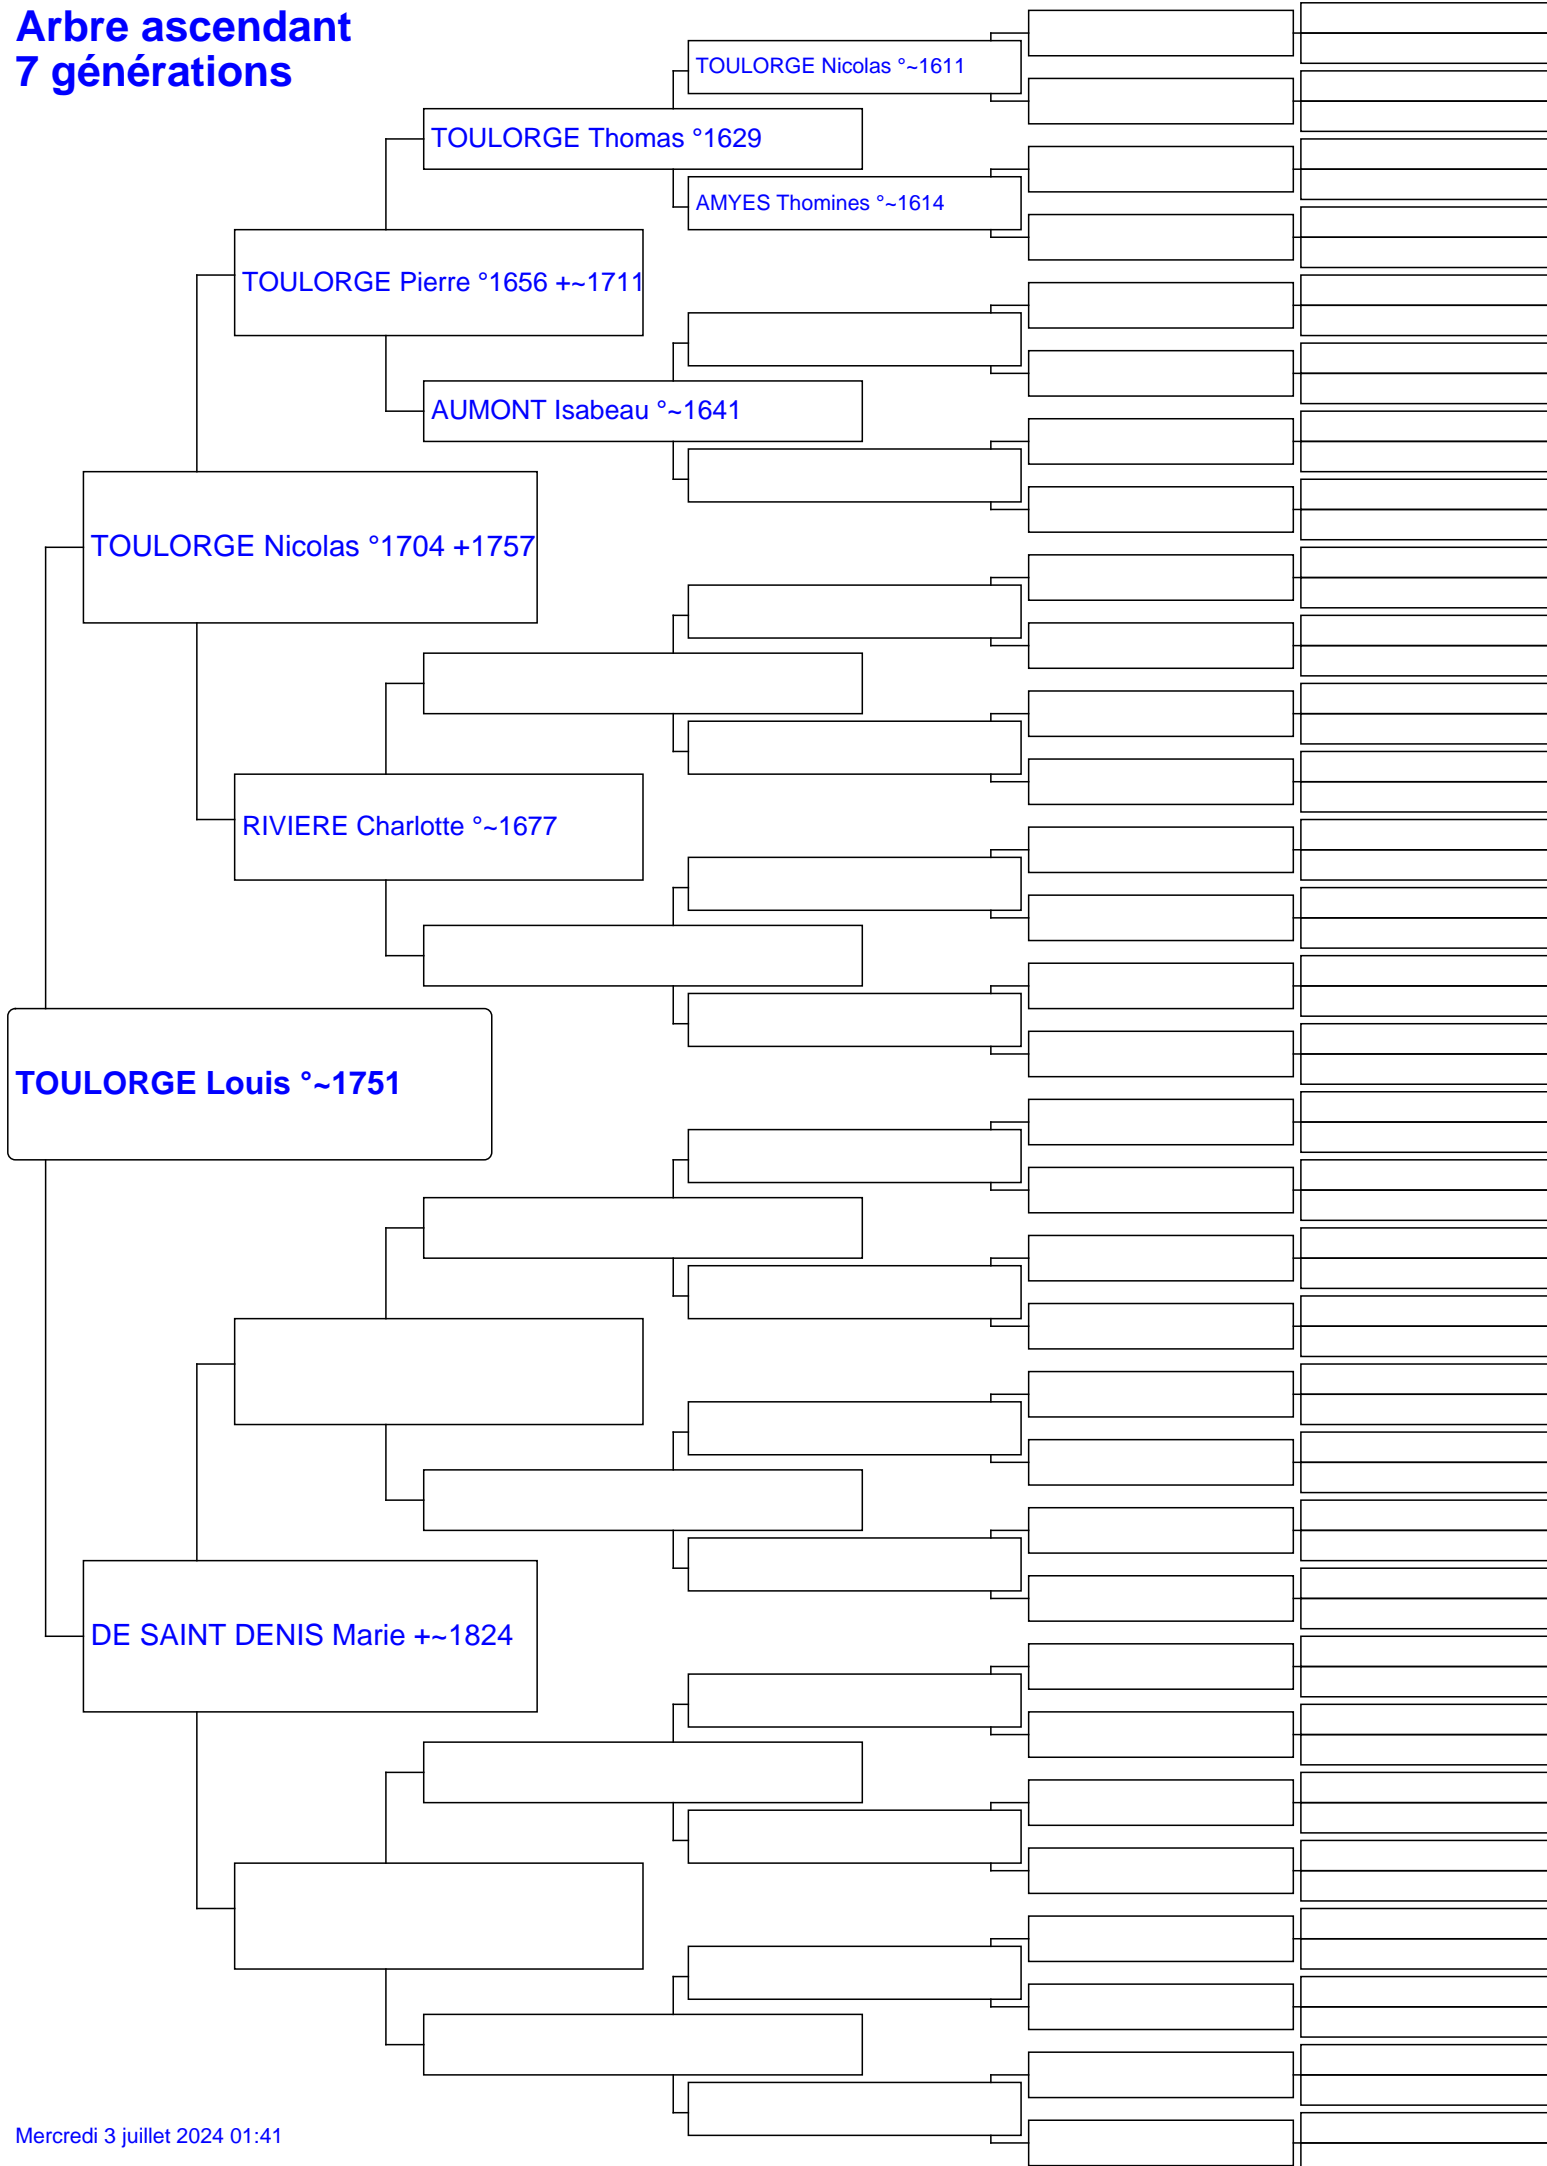 Arbre ascendant
7 générations
TOULORGE Nicolas °~1611
TOULORGE Thomas °1629
AMYES Thomines °~1614
TOULORGE Pierre °1656 +~1711
AUMONT Isabeau °~1641
TOULORGE Nicolas °1704 +1757
RIVIERE Charlotte °~1677
TOULORGE Louis °~1751
DE SAINT DENIS Marie +~1824
Mercredi 3 juillet 2024 01:41